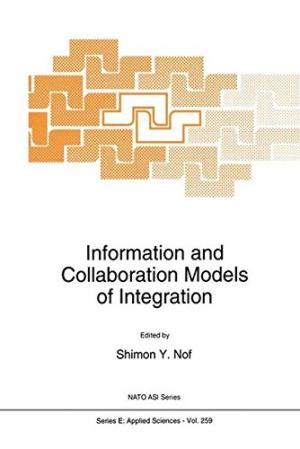 Information and
Collaboration Models
of Integration
Edited by
Shimon Y. Nof
NATO ASI Series
Series E: Applied Sciences - Vol. 259